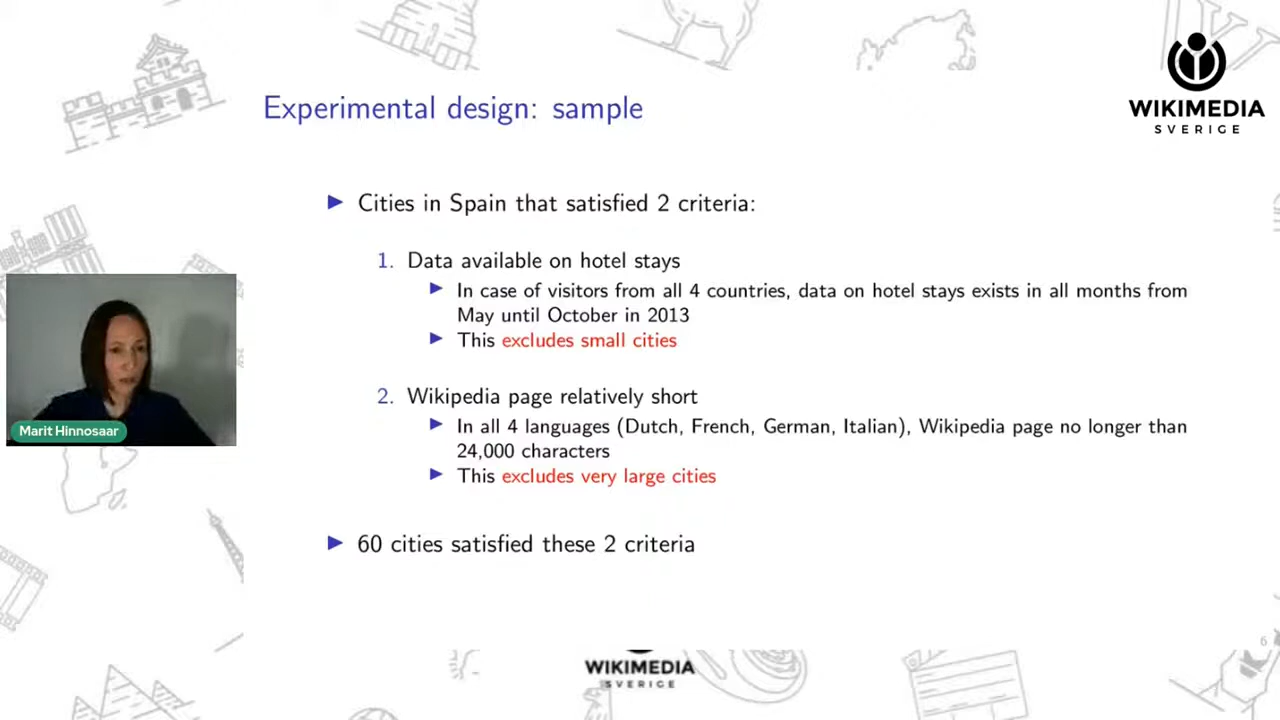 WIKIMEDIA
SVERIGE
Experimental design: sample
Cities in Spain that satisfied 2 criteria:
1. Data available on hotel stays
In case of visitors from all 4 countries, data on hotel stays exists in all months from
May until October in 2013
This excludes small cities
2. Wikipedia page relatively short
In all 4 languages (Dutch, French, German, Italian), Wikipedia page no longer than
24,000 characters
This excludes very large cities
60 cities satisfied these 2 criteria
Marit Hinnosaar
6
WIKIMEDIA
SVERIGE